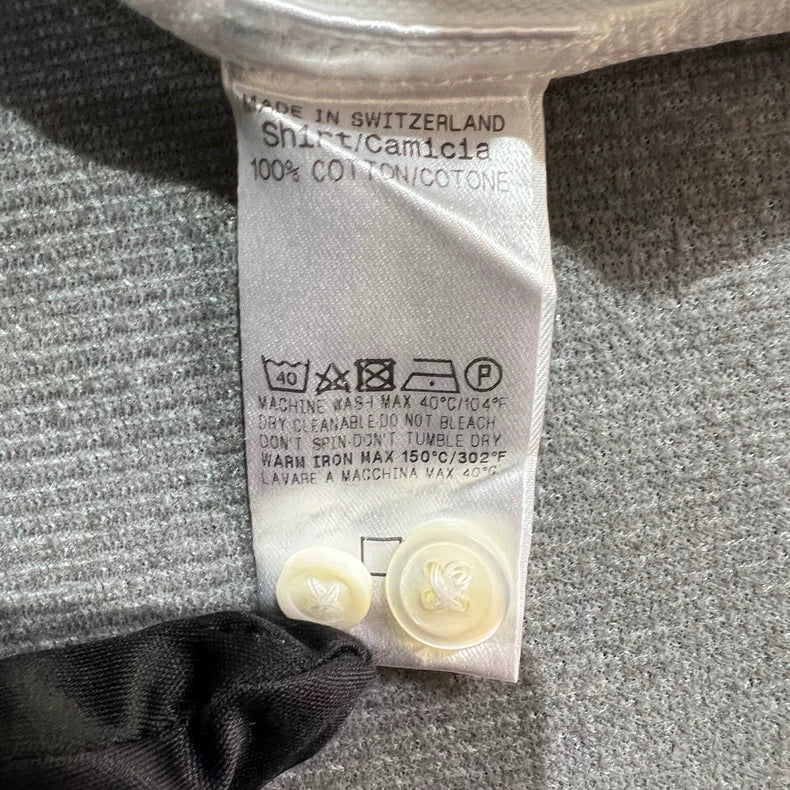 MADE IN SWITZERLAND
Shirt/Camicia
100% COTTON/COTONE
40 P
MACHINE WASH MAX 40°C/104°F
DRY CLEANABLE DO NOT BLEACH
DON'T SPIN-DON'T TUMBLE DRY
WARM IRON MAX 150°C/302°F
LAVARE A MACCHINA MAX 40°C